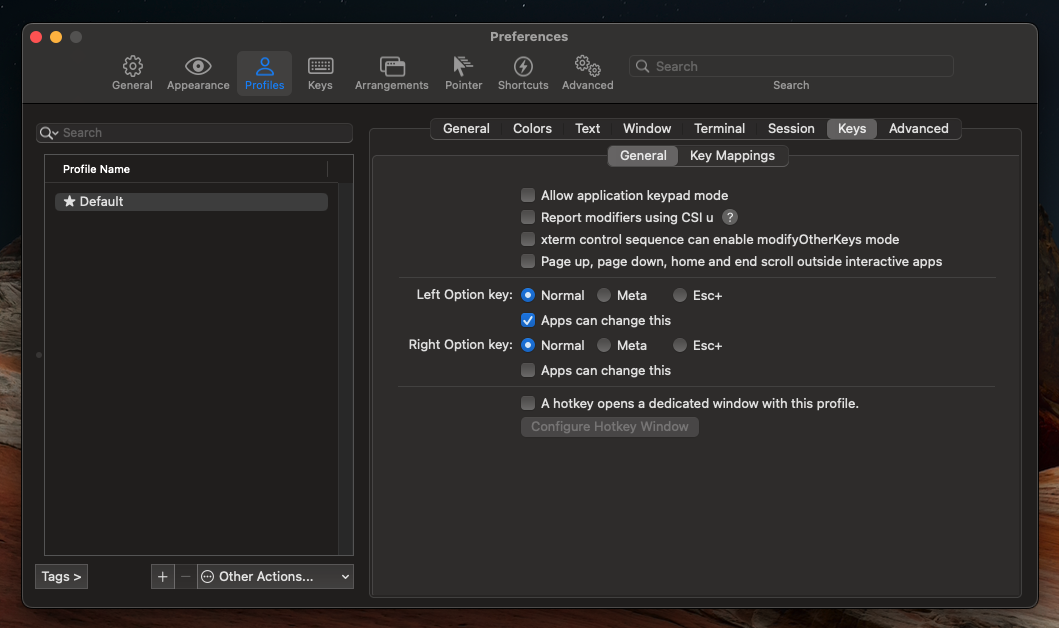 Preferences
General Appearance Profiles Keys Arrangements Pointer Shortcuts Advanced Search
Search
Search
Profile Name
Default
Tags >
+ − Other Actions...
General Colors Text Window Terminal Session Keys Advanced
General Key Mappings
Allow application keypad mode
Report modifiers using CSI u ?
xterm control sequence can enable modifyOtherKeys mode
Page up, page down, home and end scroll outside interactive apps
Left Option key: Normal Meta Esc+
Apps can change this
Right Option key: Normal Meta Esc+
Apps can change this
A hotkey opens a dedicated window with this profile.
Configure Hotkey Window